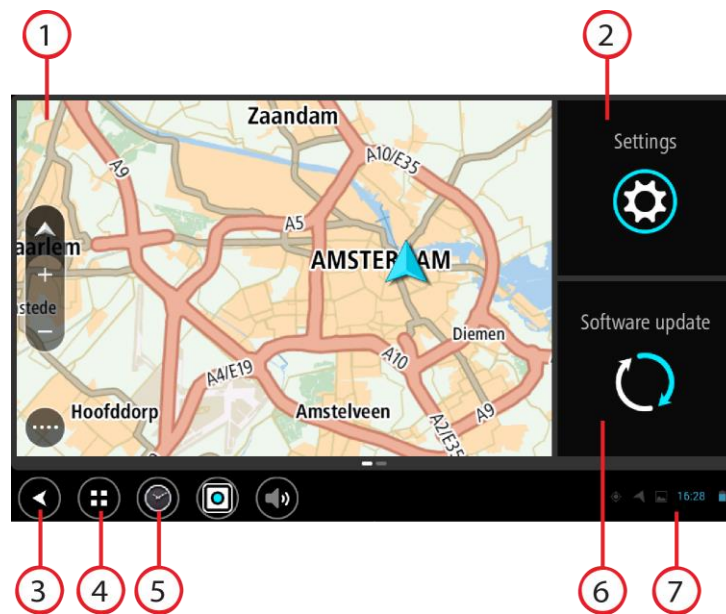 1
2
Zaandam
A10/E35
Settings
A9
A5
aarlem
+
AMSTERDAM
stede
−
Diemen
Software update
A10
A4/E19
Hoofddorp
Amstelveen
A9
A2/E35
16:28
3
4
5
6
7